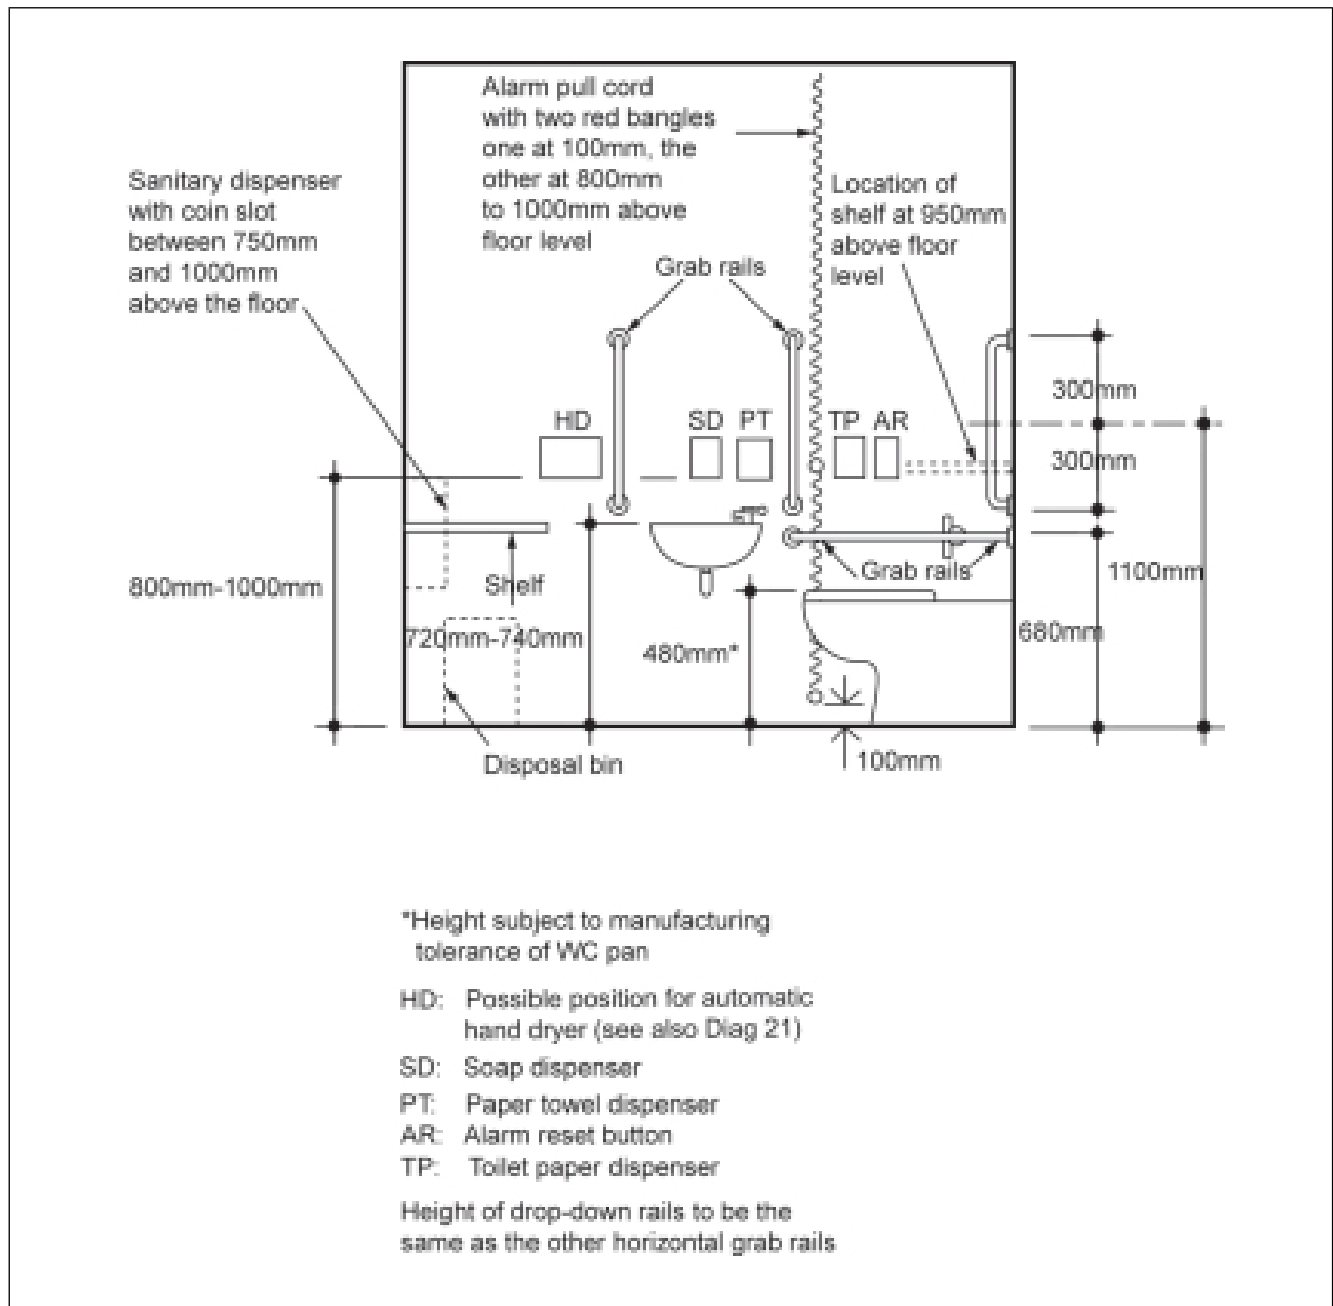 Alarm pull cord
with two red bangles
one at 100mm, the
other at 800mm
to 1000mm above
floor level
Sanitary dispenser
with coin slot
between 750mm
and 1000mm
above the floor
Location of
shelf at 950mm
above floor
level
Grab rails
300mm
HD
SD
PT
TP
AR
300mm
800mm-1000mm
Shelf
Grab rails
1100mm
720mm-740mm
480mm*
680mm
Disposal bin
100mm
*Height subject to manufacturing
tolerance of WC pan
HD: Possible position for automatic
hand dryer (see also Diag 21)
SD: Soap dispenser
PT: Paper towel dispenser
AR: Alarm reset button
TP: Toilet paper dispenser
Height of drop-down rails to be the
same as the other horizontal grab rails